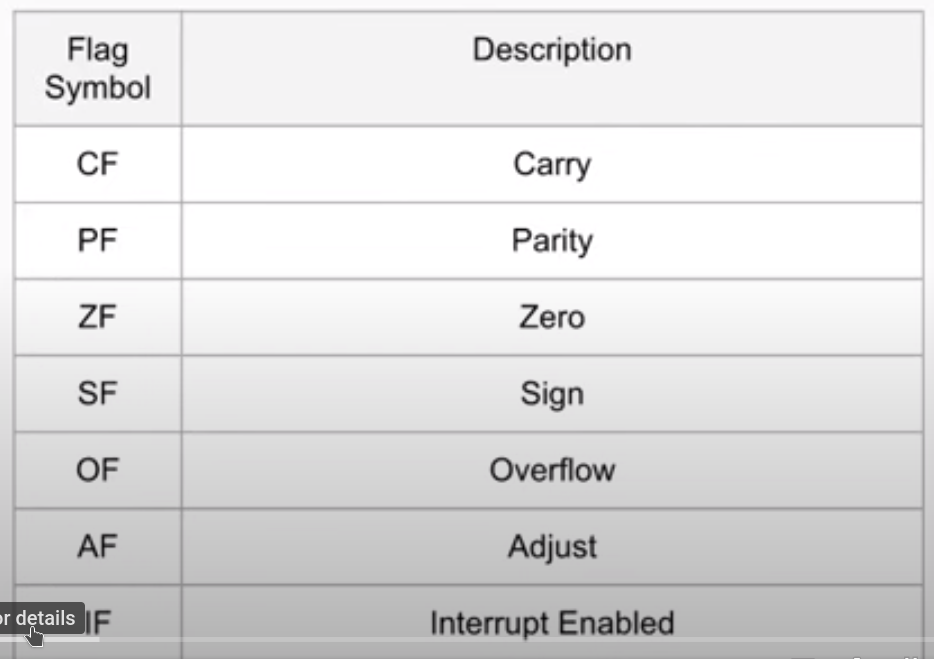 Flag
Symbol
Description
CF
Carry
PF
Parity
ZF
Zero
SF
Sign
OF
Overflow
AF
Adjust
or details
IF
Interrupt Enabled